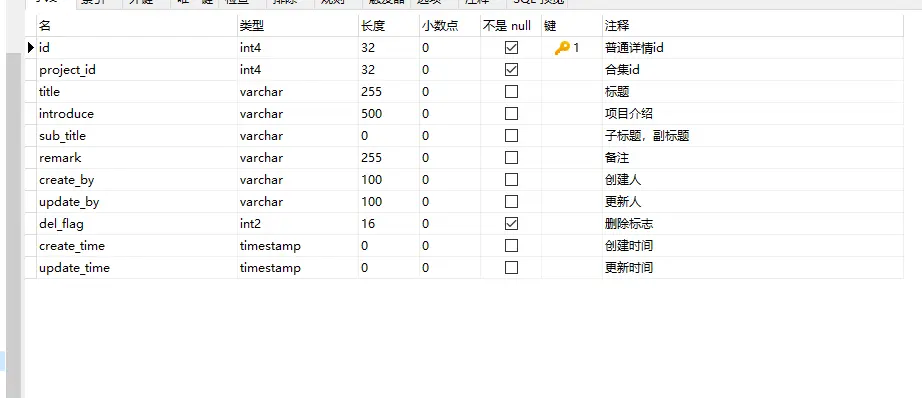 名 类型 长度 小数点 不是 null 键 注释
id int4 32 0 1 普通详情id
project_id int4 32 0 合集id
title varchar 255 0 标题
introduce varchar 500 0 项目介绍
sub_title varchar 0 0 子标题，副标题
remark varchar 255 0 备注
create_by varchar 100 0 创建人
update_by varchar 100 0 更新人
del_flag int2 16 0 删除标志
create_time timestamp 0 0 创建时间
update_time timestamp 0 0 更新时间